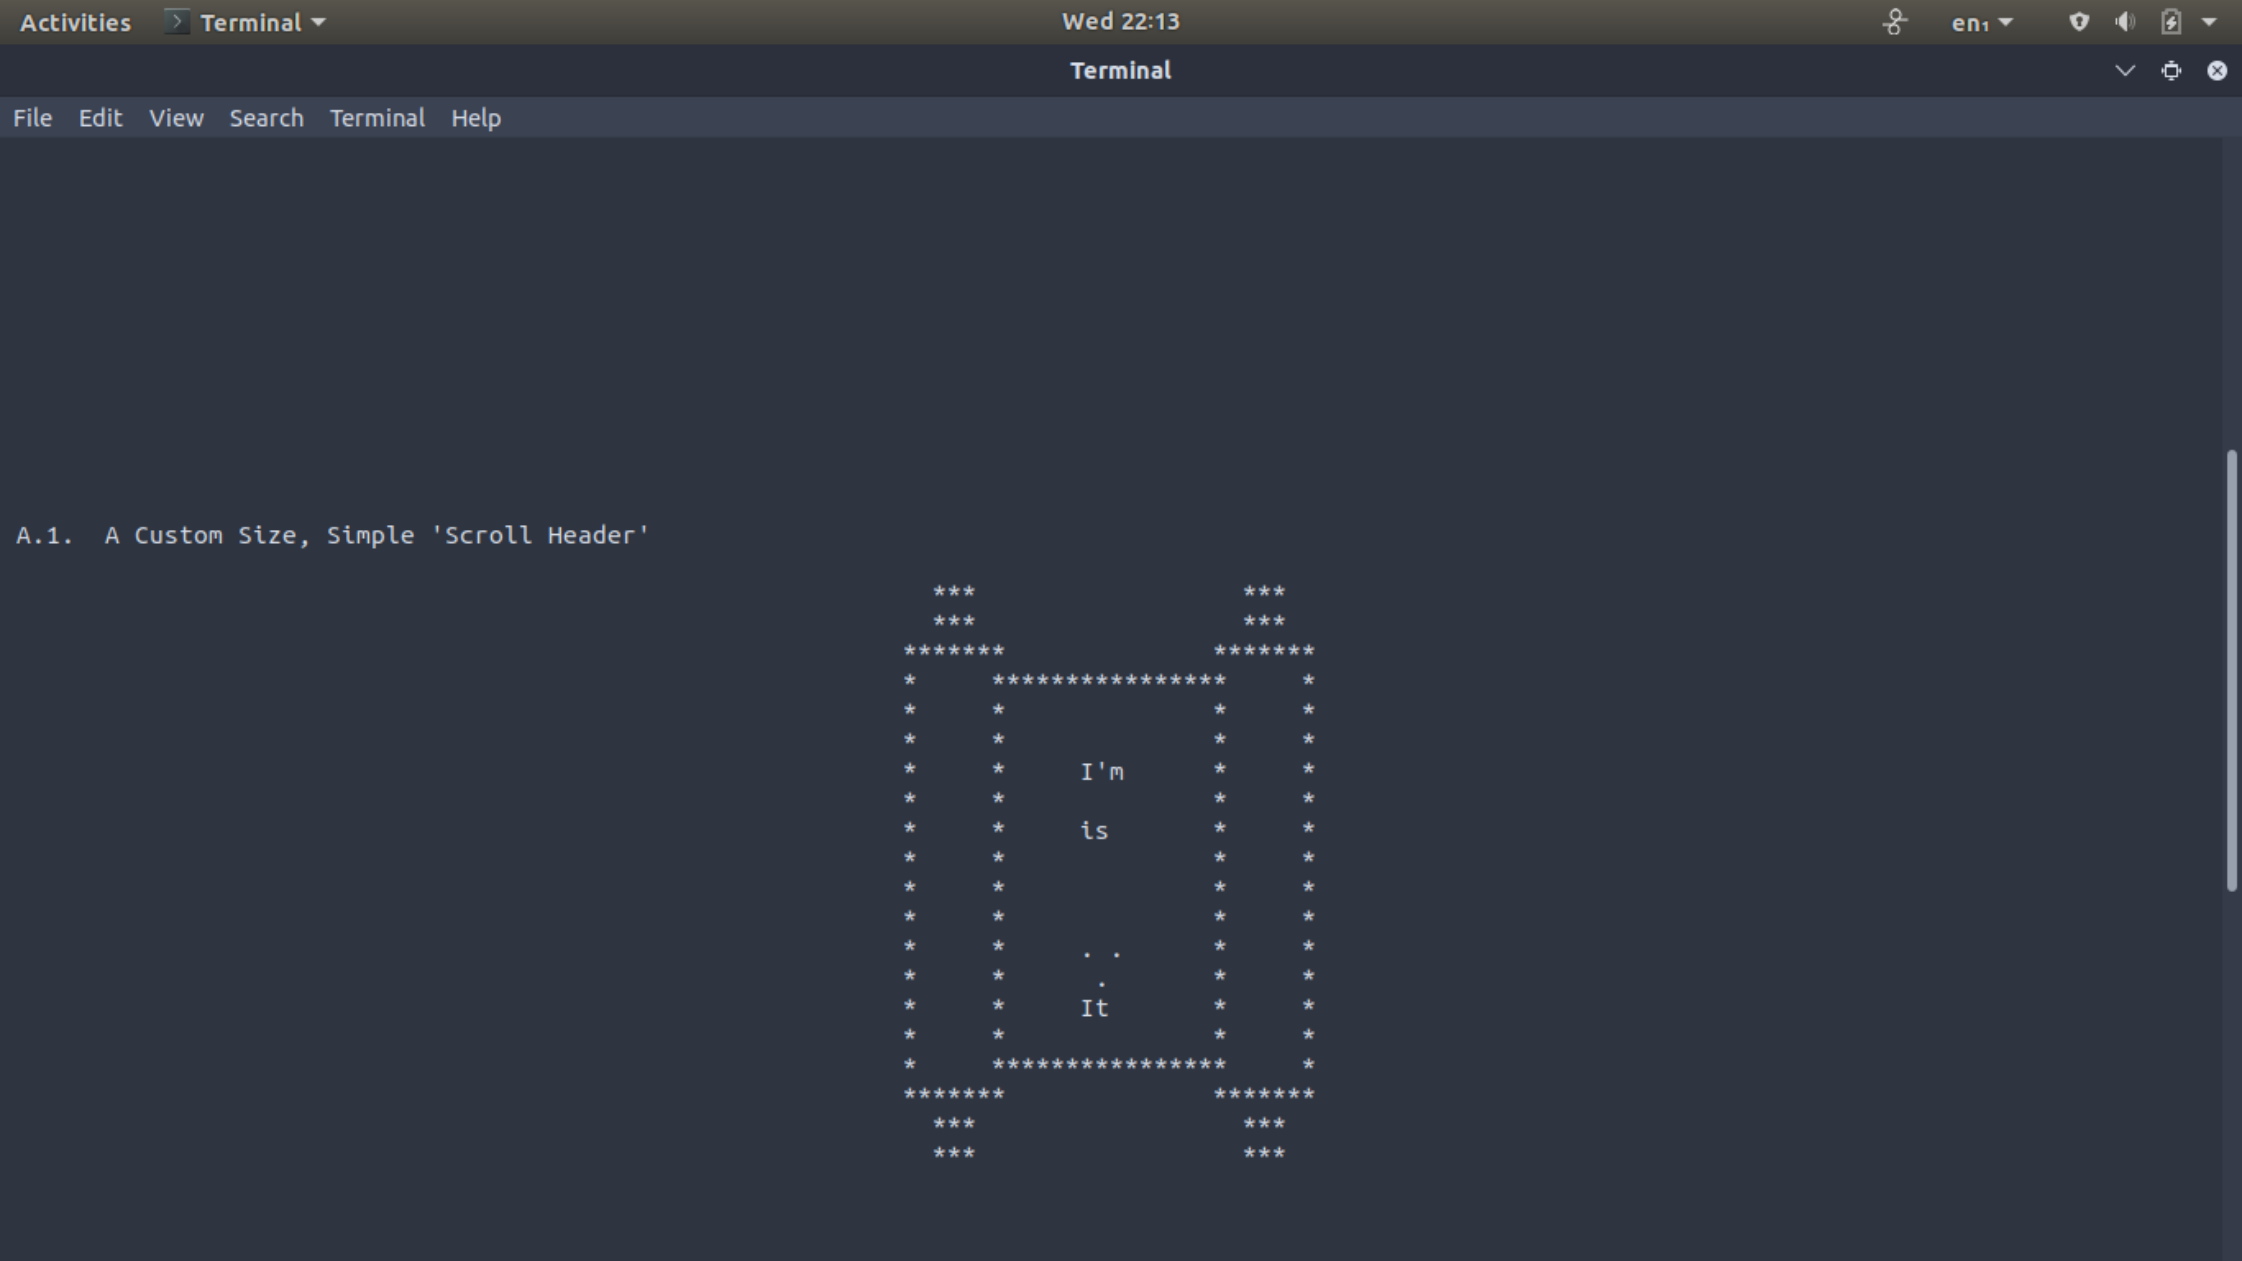 Activities Terminal Wed 22:13 en₁
Terminal
File Edit View Search Terminal Help
A.1.  A Custom Size, Simple 'Scroll Header'
***                  ***
***                  ***
*******              *******
*     ****************     *
*     *              *     *
*     *              *     *
*     *     I'm      *     *
*     *              *     *
*     *     is       *     *
*     *              *     *
*     *              *     *
*     *              *     *
*     *     . .      *     *
*     *      .       *     *
*     *     It       *     *
*     *              *     *
*     ****************     *
*******              *******
***                  ***
***                  ***